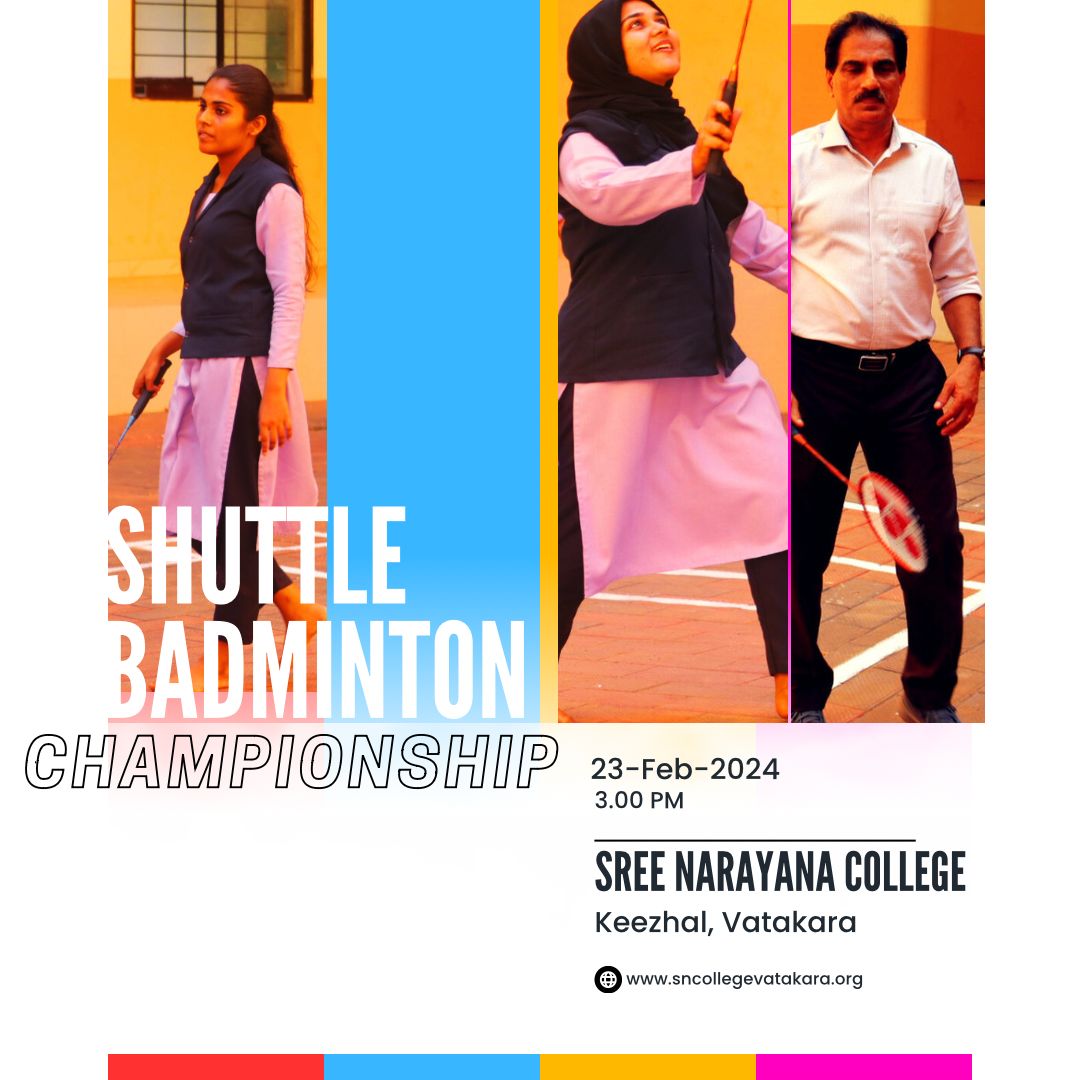 SHUTTLE
BADMINTON
CHAMPIONSHIP
23-Feb-2024
3.00 PM
SREE NARAYANA COLLEGE
Keezhal, Vatakara
www.sncollegevatakara.org